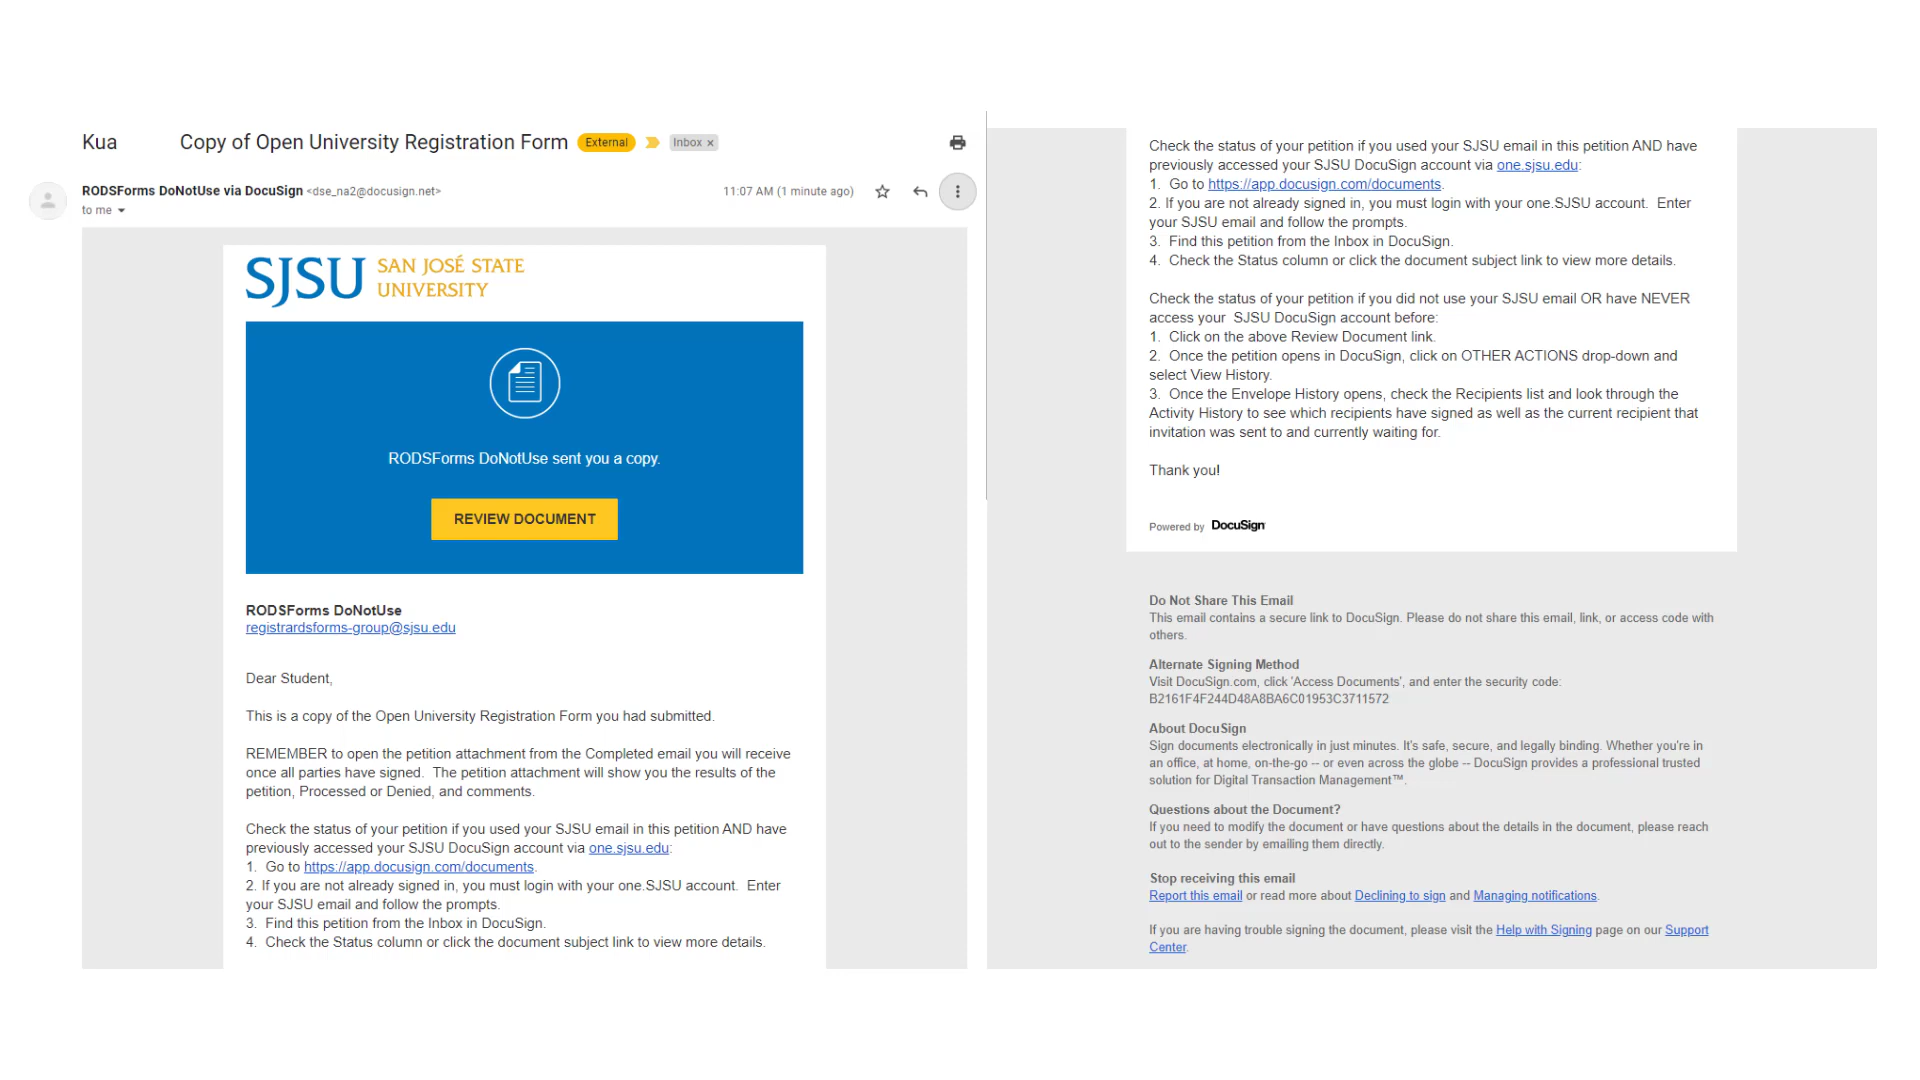 Kua Copy of Open University Registration Form External Inbox ×
RODSForms DoNotUse via DocuSign <dse_na2@docusign.net> 11:07 AM (1 minute ago)
to me
SJSU SAN JOSÉ STATE
UNIVERSITY
RODSForms DoNotUse sent you a copy.
REVIEW DOCUMENT
RODSForms DoNotUse
registrardsforms-group@sjsu.edu
Dear Student,
This is a copy of the Open University Registration Form you had submitted.
REMEMBER to open the petition attachment from the Completed email you will receive
once all parties have signed.  The petition attachment will show you the results of the
petition, Processed or Denied, and comments.
Check the status of your petition if you used your SJSU email in this petition AND have
previously accessed your SJSU DocuSign account via one.sjsu.edu:
1.  Go to https://app.docusign.com/documents.
2. If you are not already signed in, you must login with your one.SJSU account.  Enter
your SJSU email and follow the prompts.
3.  Find this petition from the Inbox in DocuSign.
4.  Check the Status column or click the document subject link to view more details.
Check the status of your petition if you used your SJSU email in this petition AND have
previously accessed your SJSU DocuSign account via one.sjsu.edu:
1.  Go to https://app.docusign.com/documents.
2. If you are not already signed in, you must login with your one.SJSU account.  Enter
your SJSU email and follow the prompts.
3.  Find this petition from the Inbox in DocuSign.
4.  Check the Status column or click the document subject link to view more details.
Check the status of your petition if you did not use your SJSU email OR have NEVER
access your  SJSU DocuSign account before:
1.  Click on the above Review Document link.
2.  Once the petition opens in DocuSign, click on OTHER ACTIONS drop-down and
select View History.
3.  Once the Envelope History opens, check the Recipients list and look through the
Activity History to see which recipients have signed as well as the current recipient that
invitation was sent to and currently waiting for.
Thank you!
Powered by DocuSign
Do Not Share This Email
This email contains a secure link to DocuSign. Please do not share this email, link, or access code with
others.
Alternate Signing Method
Visit DocuSign.com, click 'Access Documents', and enter the security code:
B2161F4F244D48A8BA6C01953C3711572
About DocuSign
Sign documents electronically in just minutes. It's safe, secure, and legally binding. Whether you're in
an office, at home, on-the-go -- or even across the globe -- DocuSign provides a professional trusted
solution for Digital Transaction Management™.
Questions about the Document?
If you need to modify the document or have questions about the details in the document, please reach
out to the sender by emailing them directly.
Stop receiving this email
Report this email or read more about Declining to sign and Managing notifications.
If you are having trouble signing the document, please visit the Help with Signing page on our Support
Center.